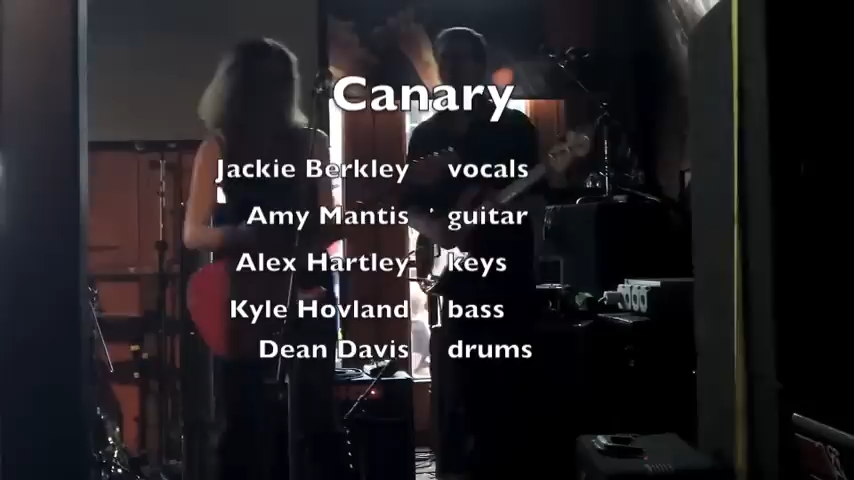 Canary
Jackie Berkley vocals
Amy Mantis guitar
Alex Hartley keys
Kyle Hovland bass
Dean Davis drums